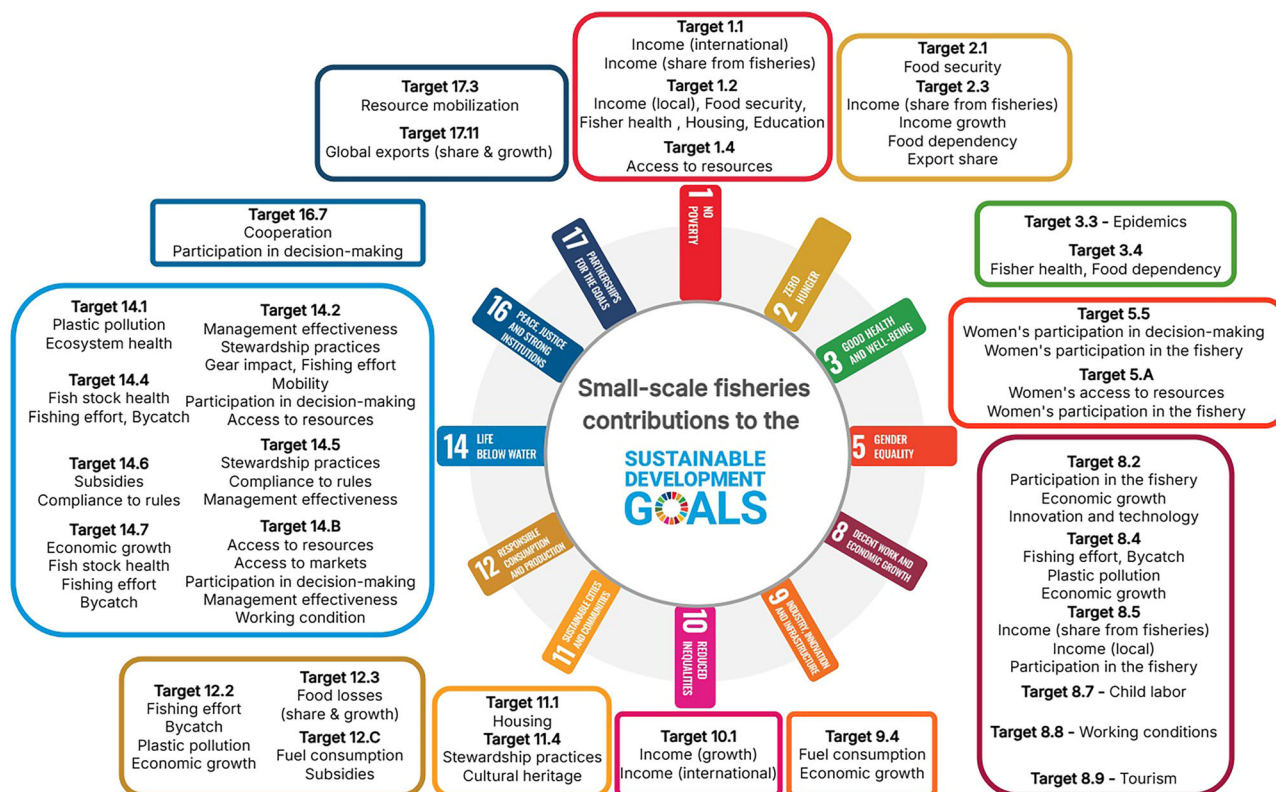 Target 1.1
Income (international)
Income (share from fisheries)
Target 1.2
Income (local), Food security,
Fisher health , Housing, Education
Target 1.4
Access to resources
Target 2.1
Food security
Target 2.3
Income (share from fisheries)
Income growth
Food dependency
Export share
Target 17.3
Resource mobilization
Target 17.11
Global exports (share & growth)
Target 16.7
Cooperation
Participation in decision-making
Target 3.3 - Epidemics
Target 3.4
Fisher health, Food dependency
Target 14.1
Plastic pollution
Ecosystem health
Target 14.4
Fish stock health
Fishing effort, Bycatch
Target 14.6
Subsidies
Compliance to rules
Target 14.7
Economic growth
Fish stock health
Fishing effort
Bycatch
Target 14.2
Management effectiveness
Stewardship practices
Gear impact, Fishing effort
Mobility
Participation in decision-making
Access to resources
Target 14.5
Stewardship practices
Compliance to rules
Management effectiveness
Target 14.B
Access to resources
Access to markets
Participation in decision-making
Management effectiveness
Working condition
1 NO
POVERTY
2 ZERO
HUNGER
3 GOOD HEALTH
AND WELL-BEING
5 GENDER
EQUALITY
8 DECENT WORK AND
ECONOMIC GROWTH
9 INDUSTRY, INNOVATION
AND INFRASTRUCTURE
10 REDUCED
INEQUALITIES
11 SUSTAINABLE CITIES
AND COMMUNITIES
12 RESPONSIBLE
CONSUMPTION
AND PRODUCTION
14 LIFE
BELOW WATER
16 PEACE, JUSTICE
AND STRONG
INSTITUTIONS
17 PARTNERSHIPS
FOR THE GOALS
Small-scale fisheries
contributions to the
SUSTAINABLE
DEVELOPMENT
GOALS
Target 5.5
Women's participation in decision-making
Women's participation in the fishery
Target 5.A
Women's access to resources
Women's participation in the fishery
Target 8.2
Participation in the fishery
Economic growth
Innovation and technology
Target 8.4
Fishing effort, Bycatch
Plastic pollution
Economic growth
Target 8.5
Income (share from fisheries)
Income (local)
Participation in the fishery
Target 8.7 - Child labor
Target 8.8 - Working conditions
Target 8.9 - Tourism
Target 12.2
Fishing effort
Bycatch
Plastic pollution
Economic growth
Target 12.3
Food losses
(share & growth)
Target 12.C
Fuel consumption
Subsidies
Target 11.1
Housing
Target 11.4
Stewardship practices
Cultural heritage
Target 10.1
Income (growth)
Income (international)
Target 9.4
Fuel consumption
Economic growth